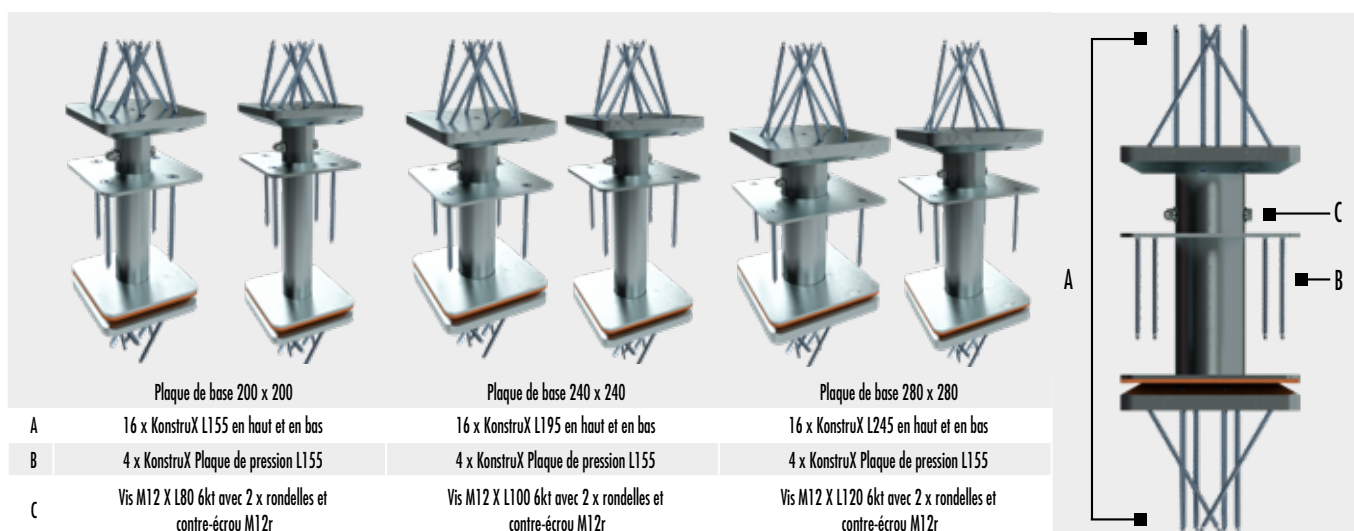 A
C
B
Plaque de base 200 x 200 Plaque de base 240 x 240 Plaque de base 280 x 280
A 16 x KonstruX L155 en haut et en bas 16 x KonstruX L195 en haut et en bas 16 x KonstruX L245 en haut et en bas
B 4 x KonstruX Plaque de pression L155 4 x KonstruX Plaque de pression L155 4 x KonstruX Plaque de pression L155
C Vis M12 X L80 6kt avec 2 x rondelles et Vis M12 X L100 6kt avec 2 x rondelles et Vis M12 X L120 6kt avec 2 x rondelles et
contre-écrou M12r contre-écrou M12r contre-écrou M12r